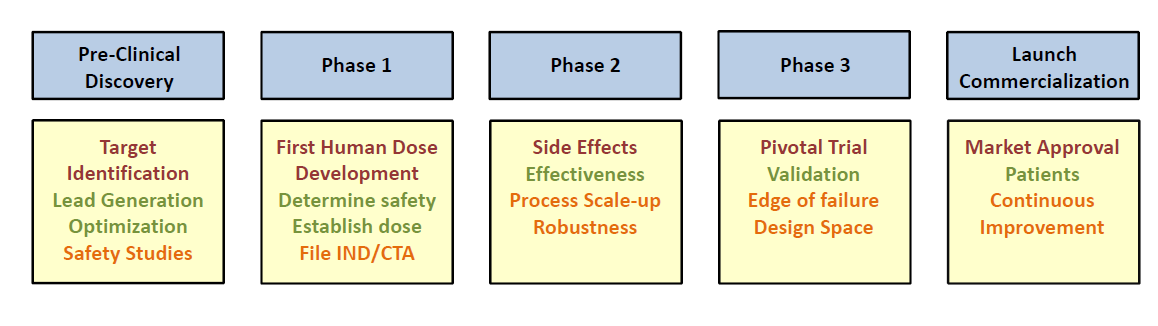 Pre-Clinical
Discovery
Phase 1
Phase 2
Phase 3
Launch
Commercialization
Target
Identification
Lead Generation
Optimization
Safety Studies
First Human Dose
Development
Determine safety
Establish dose
File IND/CTA
Side Effects
Effectiveness
Process Scale-up
Robustness
Pivotal Trial
Validation
Edge of failure
Design Space
Market Approval
Patients
Continuous
Improvement